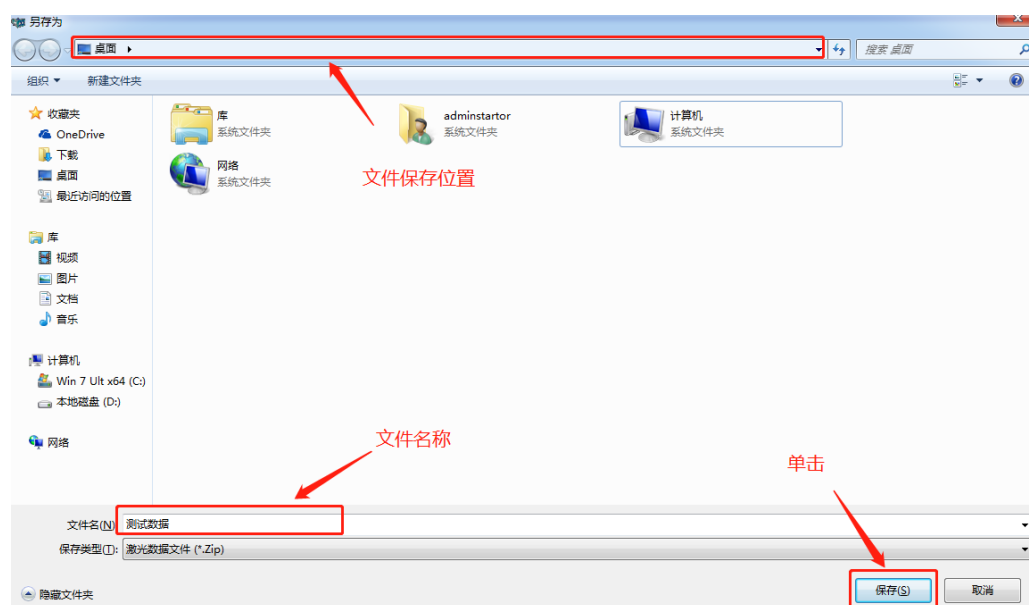 另存为
桌面
搜索 桌面
组织
新建文件夹
收藏夹
OneDrive
下载
桌面
最近访问的位置
库
视频
图片
文档
音乐
计算机
Win 7 Ult x64 (C:)
本地磁盘 (D:)
网络
库
系统文件夹
adminstartor
系统文件夹
计算机
系统文件夹
网络
系统文件夹
文件保存位置
文件名称
单击
文件名(N)
测试数据
保存类型(T):
激光数据文件 (*.Zip)
隐藏文件夹
保存(S)
取消